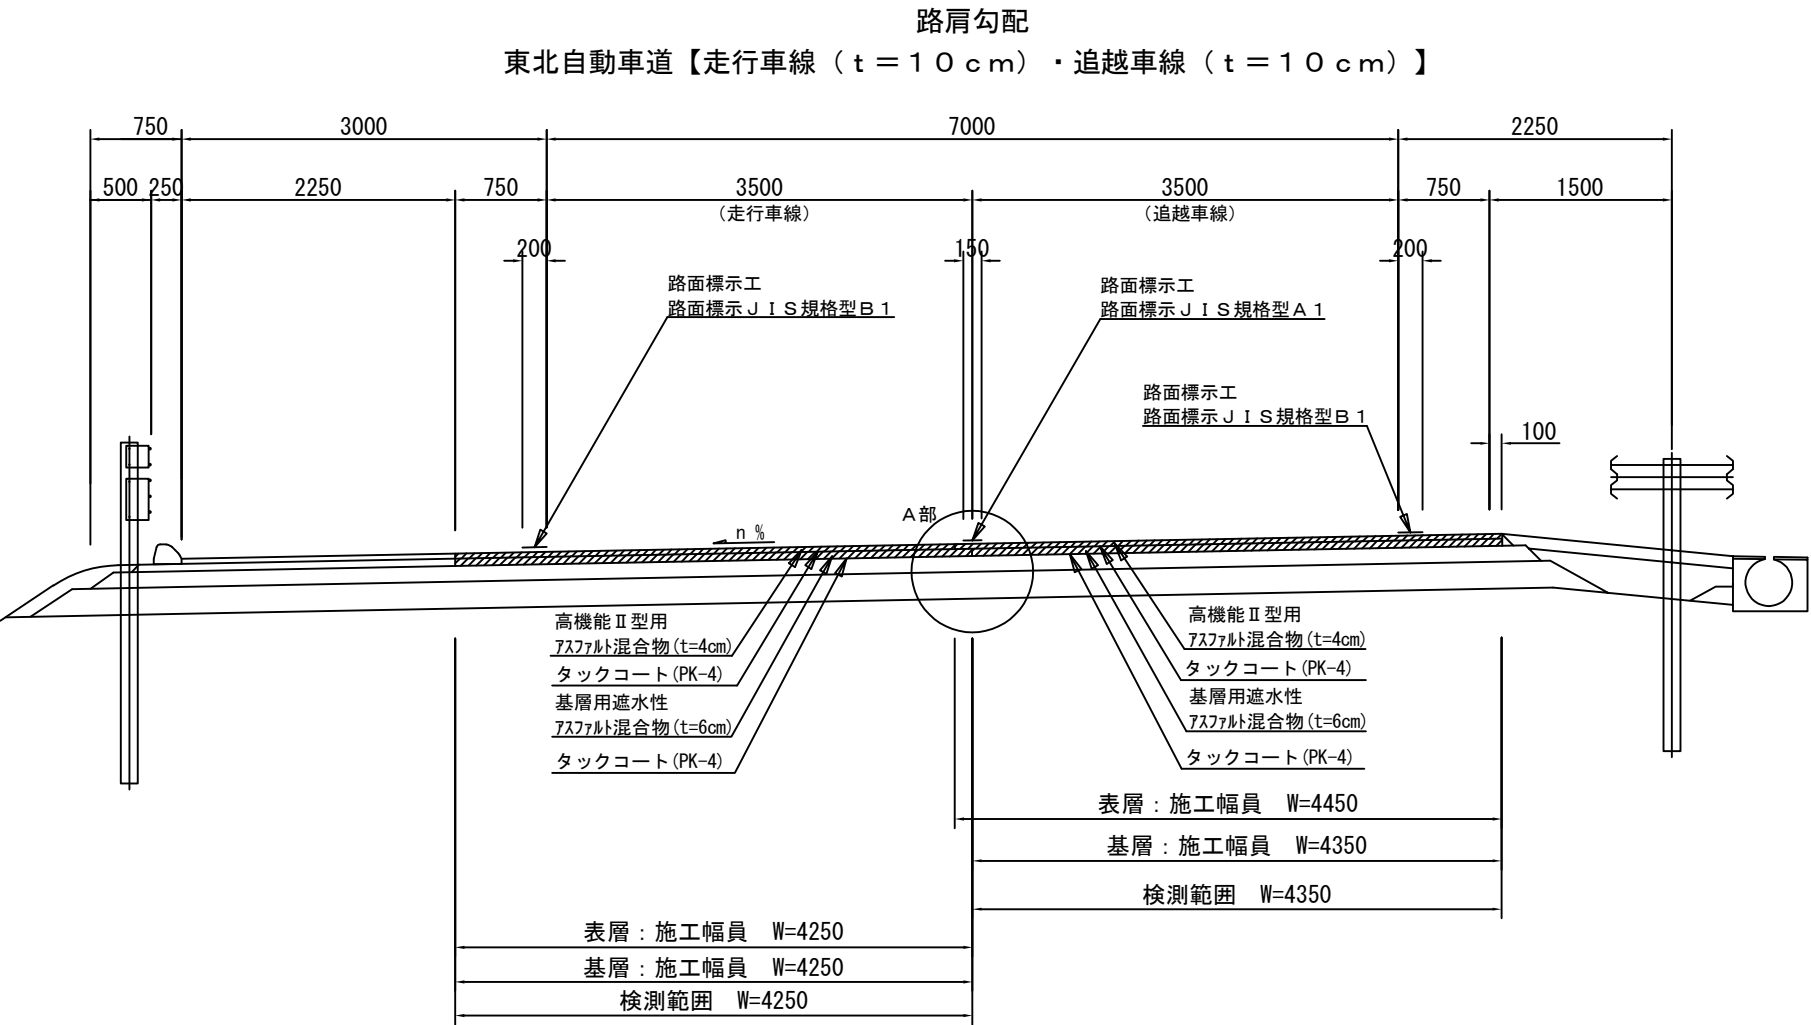 路肩勾配
東北自動車道【走行車線（ｔ＝１０ｃｍ）・追越車線（ｔ＝１０ｃｍ）】
750
3000
7000
2250
500
250
2250
750
3500
（走行車線）
3500
（追越車線）
750
1500
200
150
200
路面標示工
路面標示ＪＩＳ規格型Ｂ１
路面標示工
路面標示ＪＩＳ規格型Ａ１
路面標示工
路面標示ＪＩＳ規格型Ｂ１
100
Ａ部
n %
高機能Ⅱ型用
ｱｽﾌｧﾙﾄ混合物(t=4cm)
タックコート(PK-4)
基層用遮水性
ｱｽﾌｧﾙﾄ混合物(t=6cm)
タックコート(PK-4)
高機能Ⅱ型用
ｱｽﾌｧﾙﾄ混合物(t=4cm)
タックコート(PK-4)
基層用遮水性
ｱｽﾌｧﾙﾄ混合物(t=6cm)
タックコート(PK-4)
表層：施工幅員　W=4450
基層：施工幅員　W=4350
検測範囲　W=4350
表層：施工幅員　W=4250
基層：施工幅員　W=4250
検測範囲　W=4250